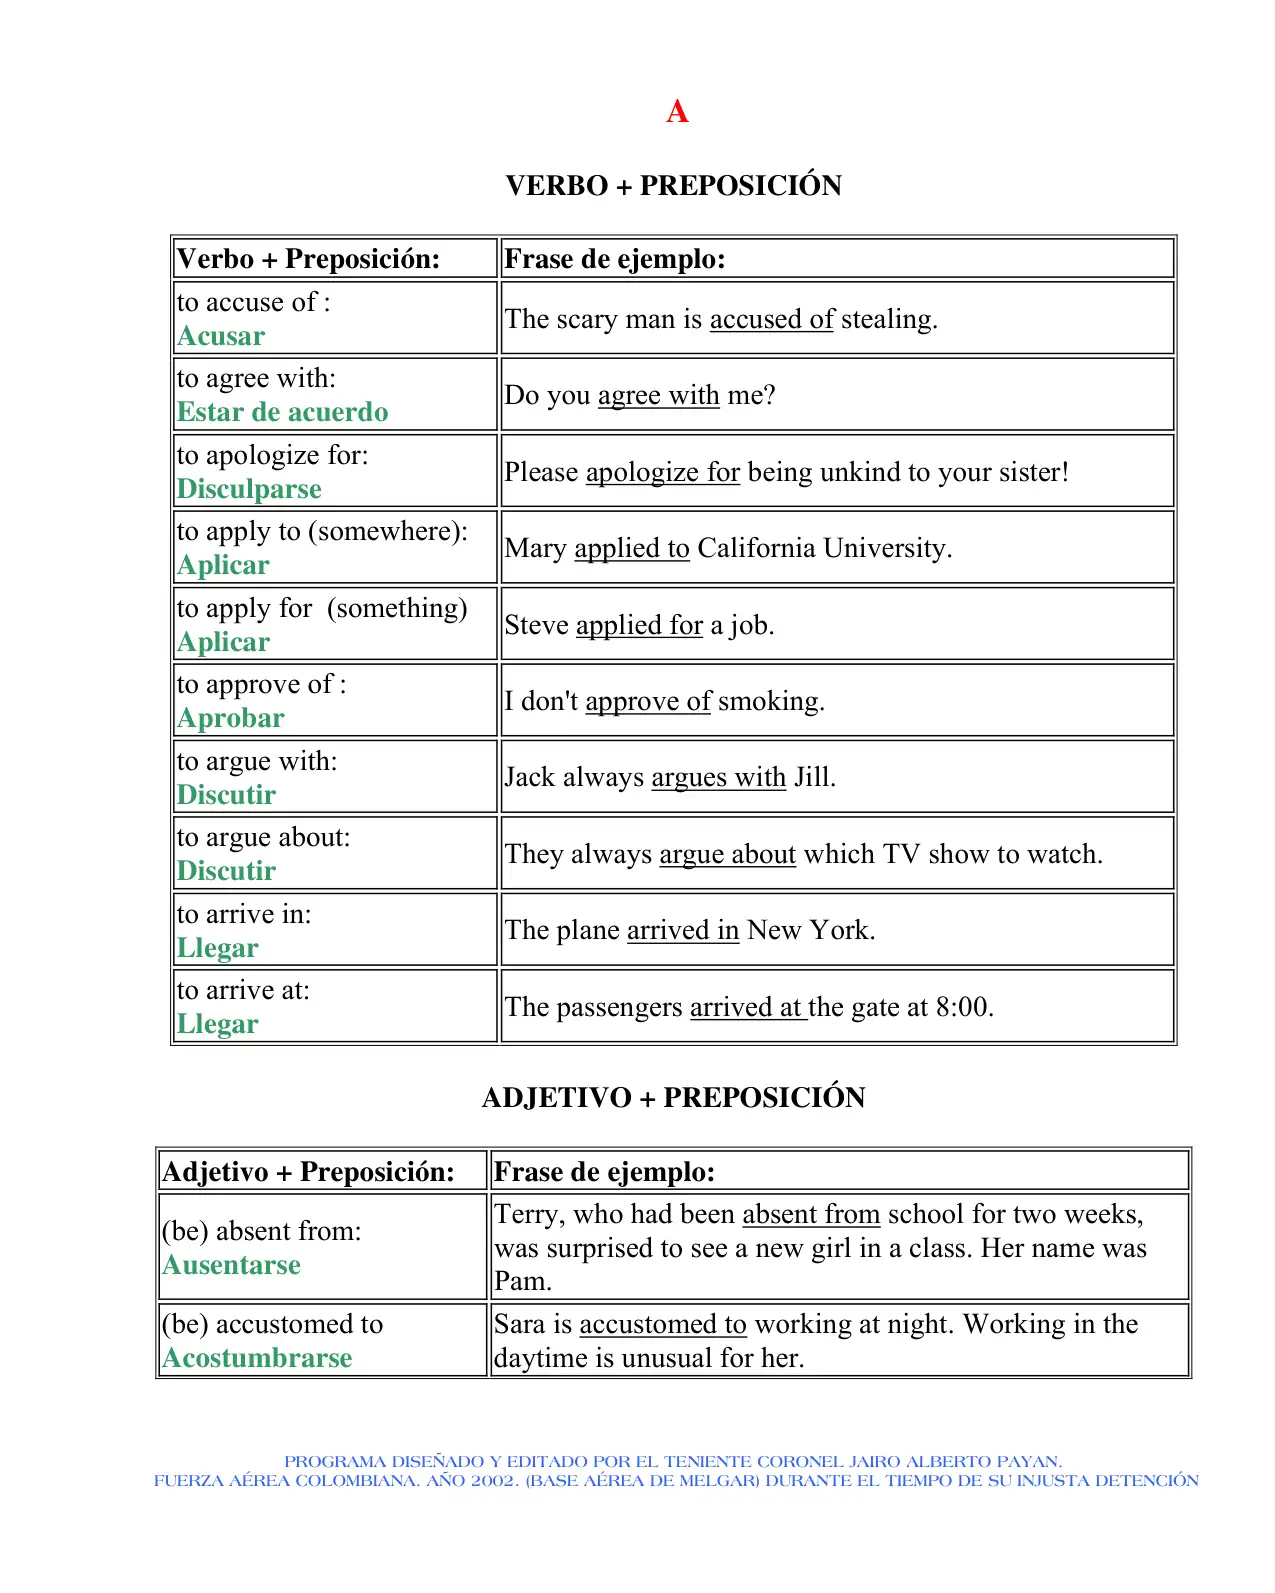 A
VERBO + PREPOSICIÓN
Verbo + Preposición:
Frase de ejemplo:
to accuse of :
Acusar
The scary man is accused of stealing.
to agree with:
Estar de acuerdo
Do you agree with me?
to apologize for:
Disculparse
Please apologize for being unkind to your sister!
to apply to (somewhere):
Aplicar
Mary applied to California University.
to apply for  (something)
Aplicar
Steve applied for a job.
to approve of :
Aprobar
I don't approve of smoking.
to argue with:
Discutir
Jack always argues with Jill.
to argue about:
Discutir
They always argue about which TV show to watch.
to arrive in:
Llegar
The plane arrived in New York.
to arrive at:
Llegar
The passengers arrived at the gate at 8:00.
ADJETIVO + PREPOSICIÓN
Adjetivo + Preposición:
Frase de ejemplo:
(be) absent from:
Ausentarse
Terry, who had been absent from school for two weeks,
was surprised to see a new girl in a class. Her name was
Pam.
(be) accustomed to
Acostumbrarse
Sara is accustomed to working at night. Working in the
daytime is unusual for her.
PROGRAMA DISEÑADO Y EDITADO POR EL TENIENTE CORONEL JAIRO ALBERTO PAYAN.
FUERZA AÉREA COLOMBIANA. AÑO 2002. (BASE AÉREA DE MELGAR) DURANTE EL TIEMPO DE SU INJUSTA DETENCIÓN